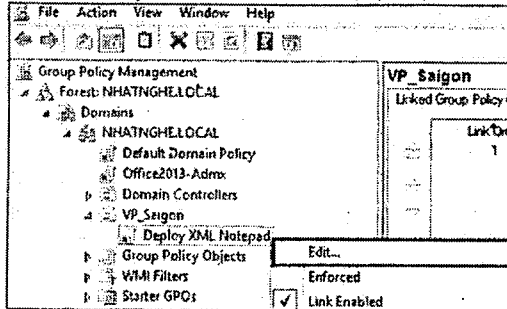 File Action View Window Help
Group Policy Management
Forest: NHATNGHE.LOCAL
Domains
NHATNGHE.LOCAL
Default Domain Policy
Office2013-Admx
Domain Controllers
VP_Saigon
Deploy XML Notepad
Group Policy Objects
WMI Filters
Starter GPOs
VP_Saigon
Linked Group Policy
Link Or
1
Edit...
Enforced
Link Enabled